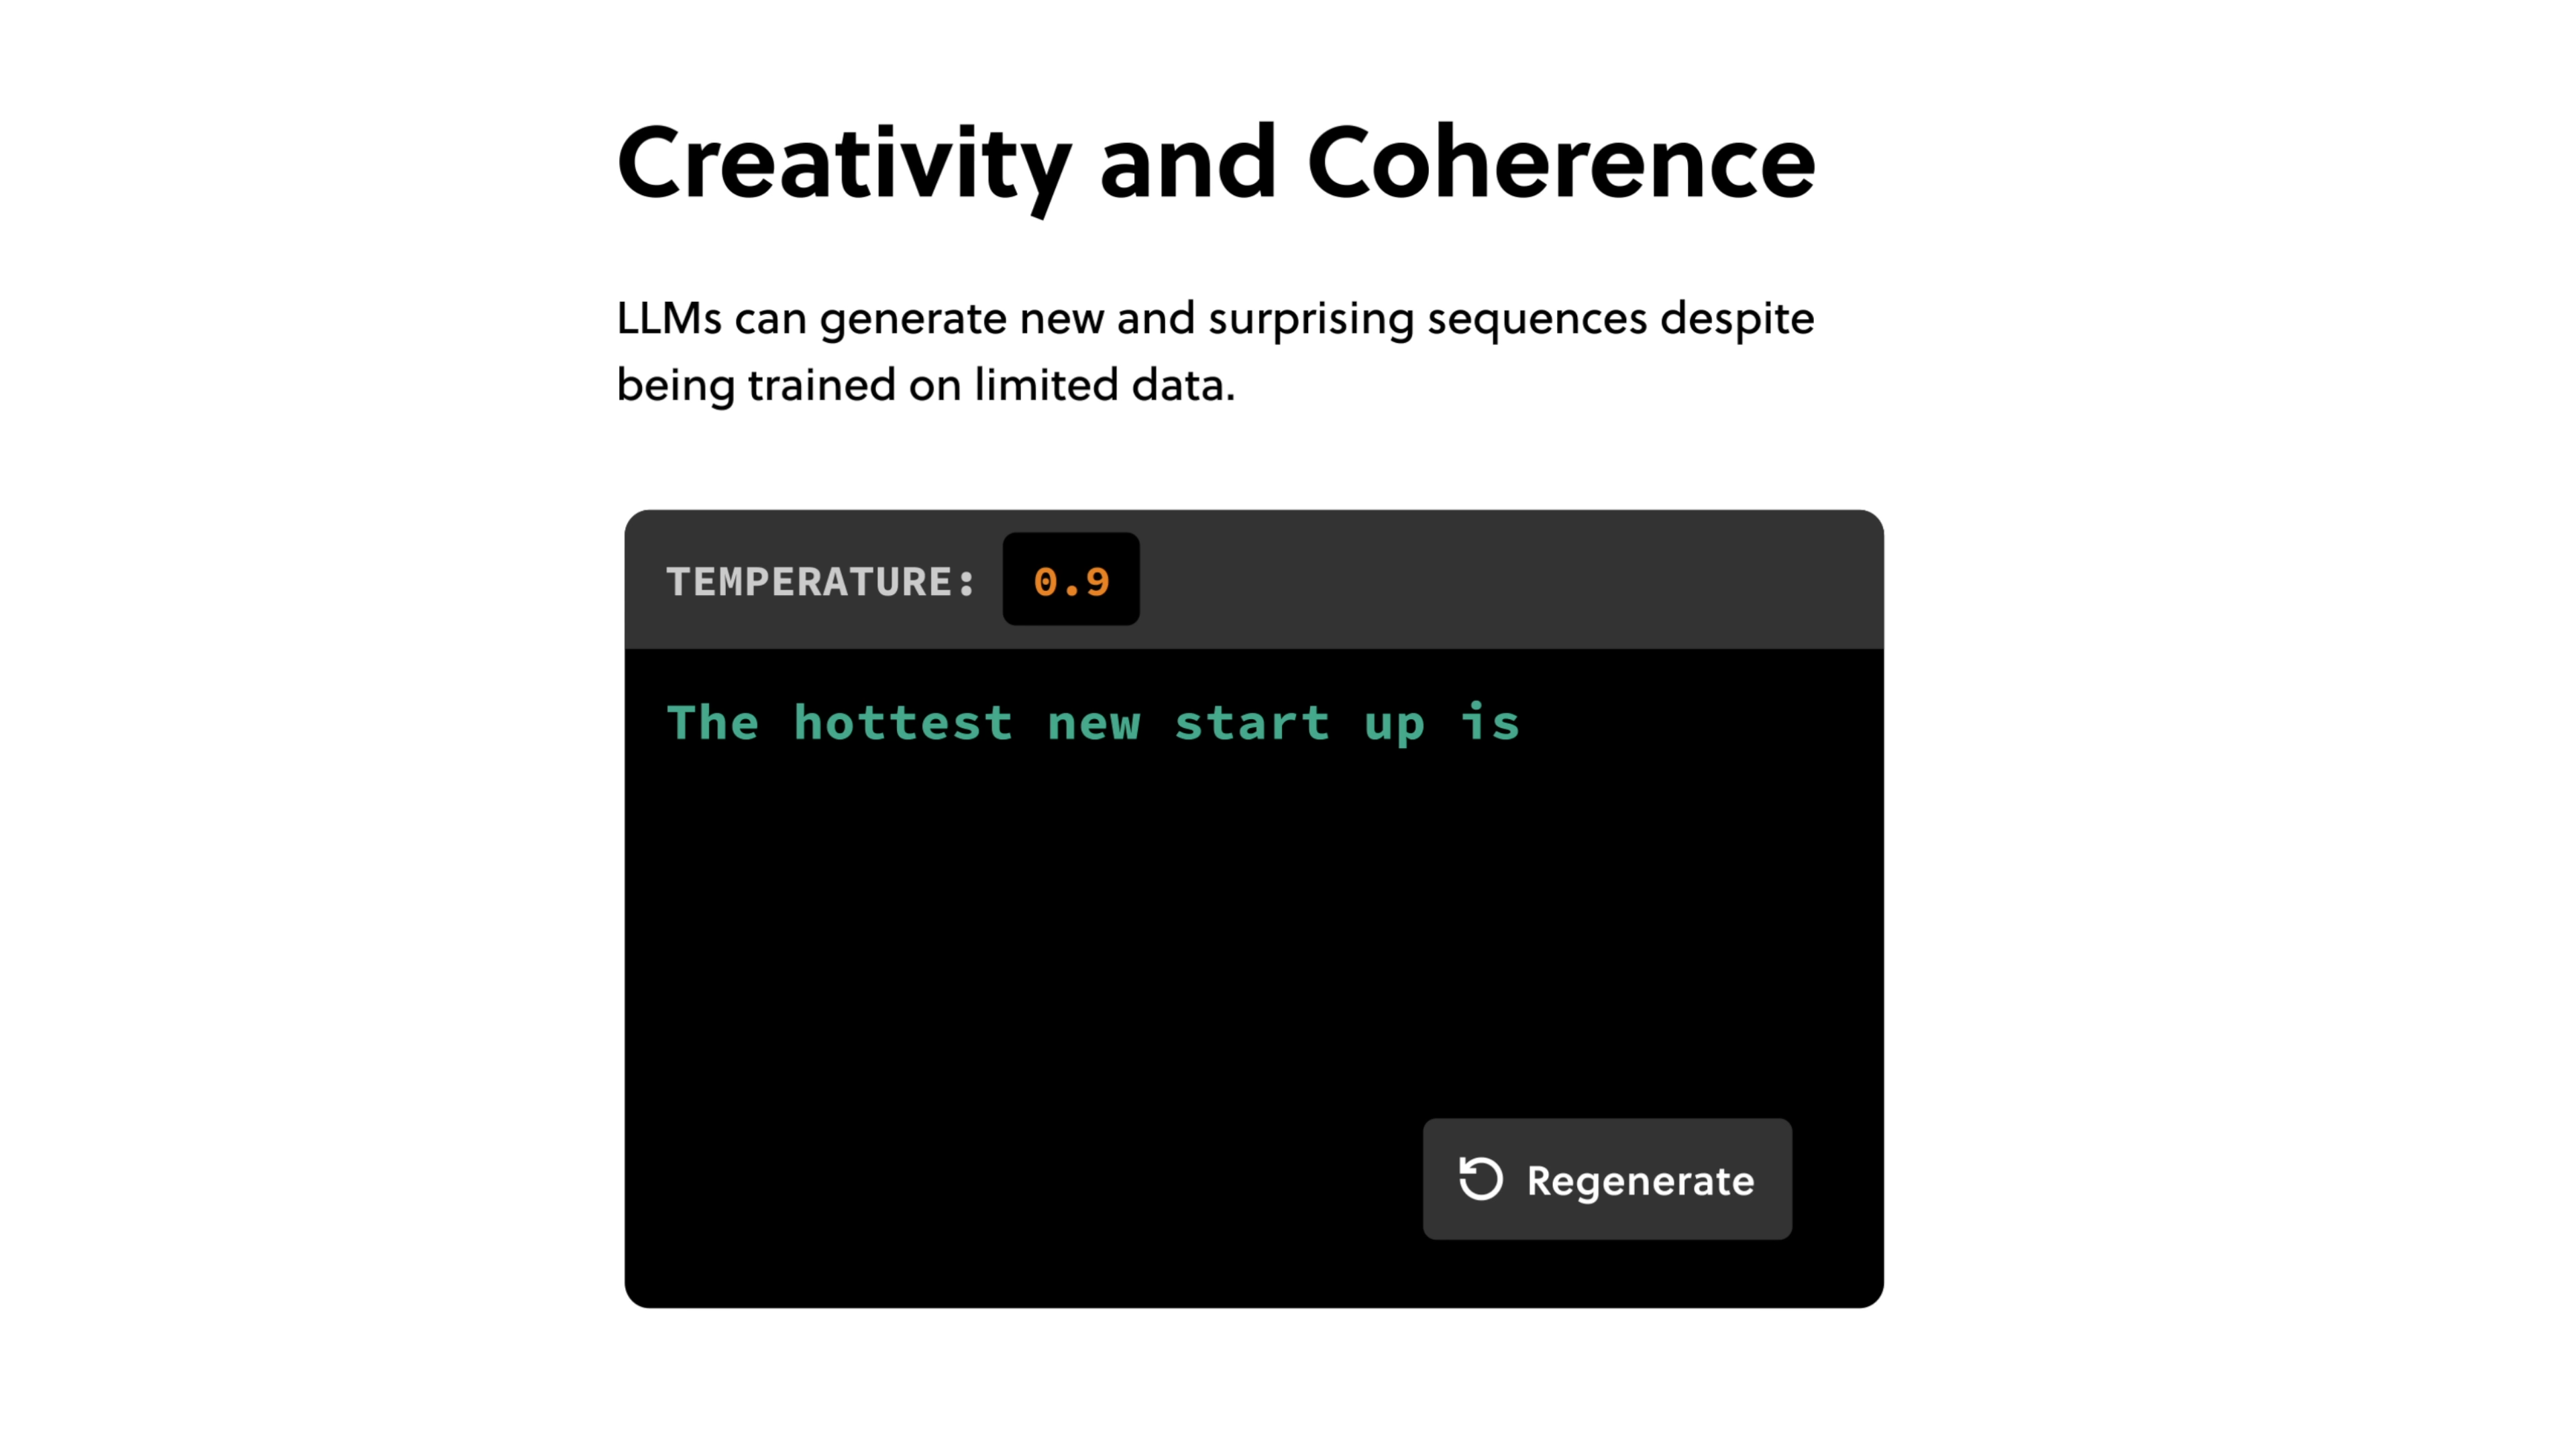 Creativity and Coherence
LLMs can generate new and surprising sequences despite
being trained on limited data.
TEMPERATURE: 0.9
The hottest new start up is
Regenerate